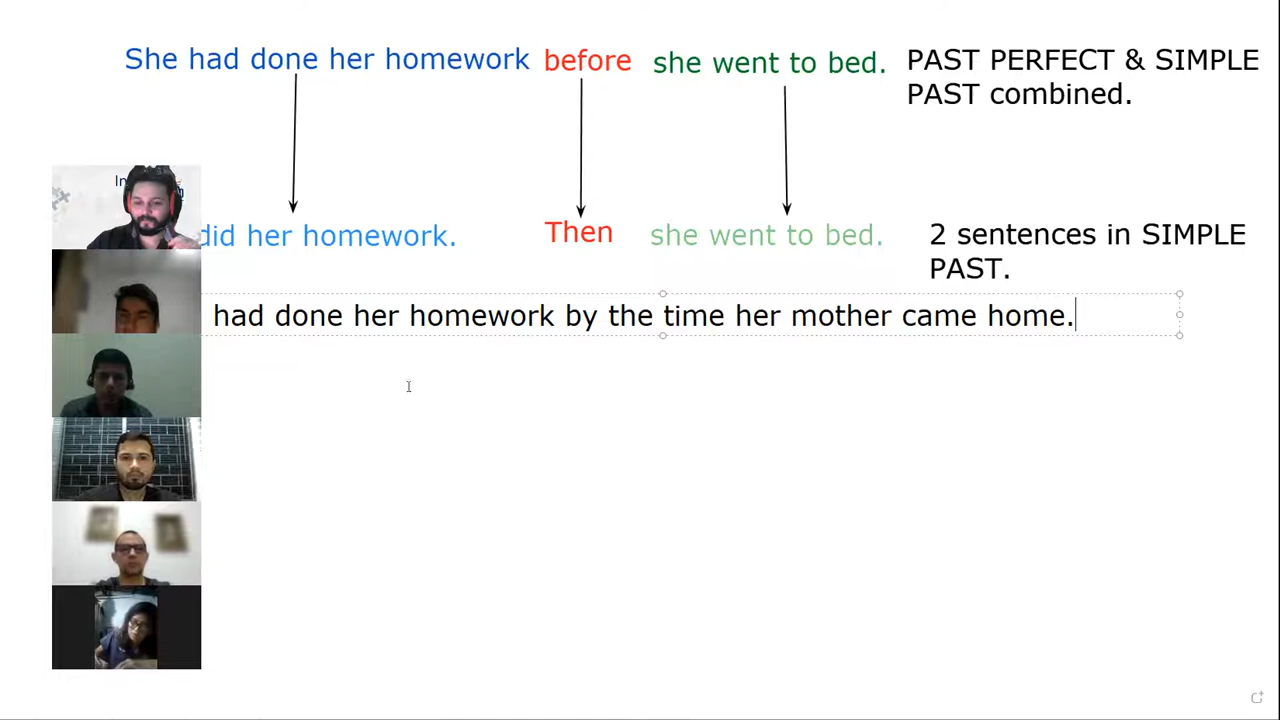 She had done her homework before she went to bed. PAST PERFECT & SIMPLE
PAST combined.
In
did her homework. Then she went to bed. 2 sentences in SIMPLE
PAST.
had done her homework by the time her mother came home.